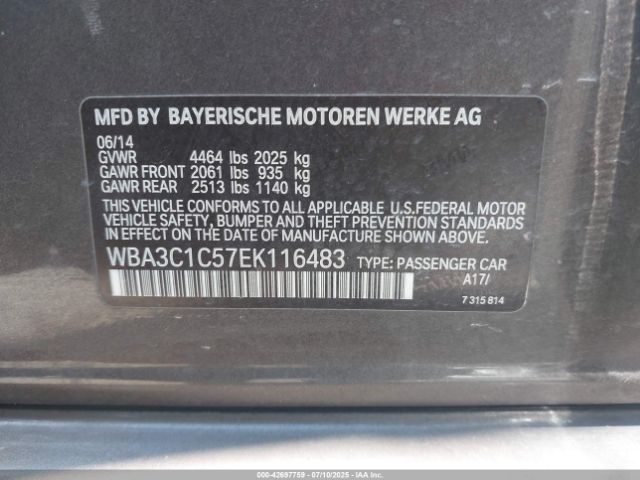 MFD BY BAYERISCHE MOTOREN WERKE AG
06/14
GVWR 4464 lbs 2025 kg
GAWR FRONT 2061 lbs 935 kg
GAWR REAR 2513 lbs 1140 kg
THIS VEHICLE CONFORMS TO ALL APPLICABLE U.S.FEDERAL MOTOR
VEHICLE SAFETY, BUMPER AND THEFT PREVENTION STANDARDS
IN EFFECT ON THE DATE OF MANUFACTURE SHOWN ABOVE.
WBA3C1C57EK116483 TYPE: PASSENGER CAR
A17/
7 315 814
000-42697759 - 07/10/2025 - IAAI.COM